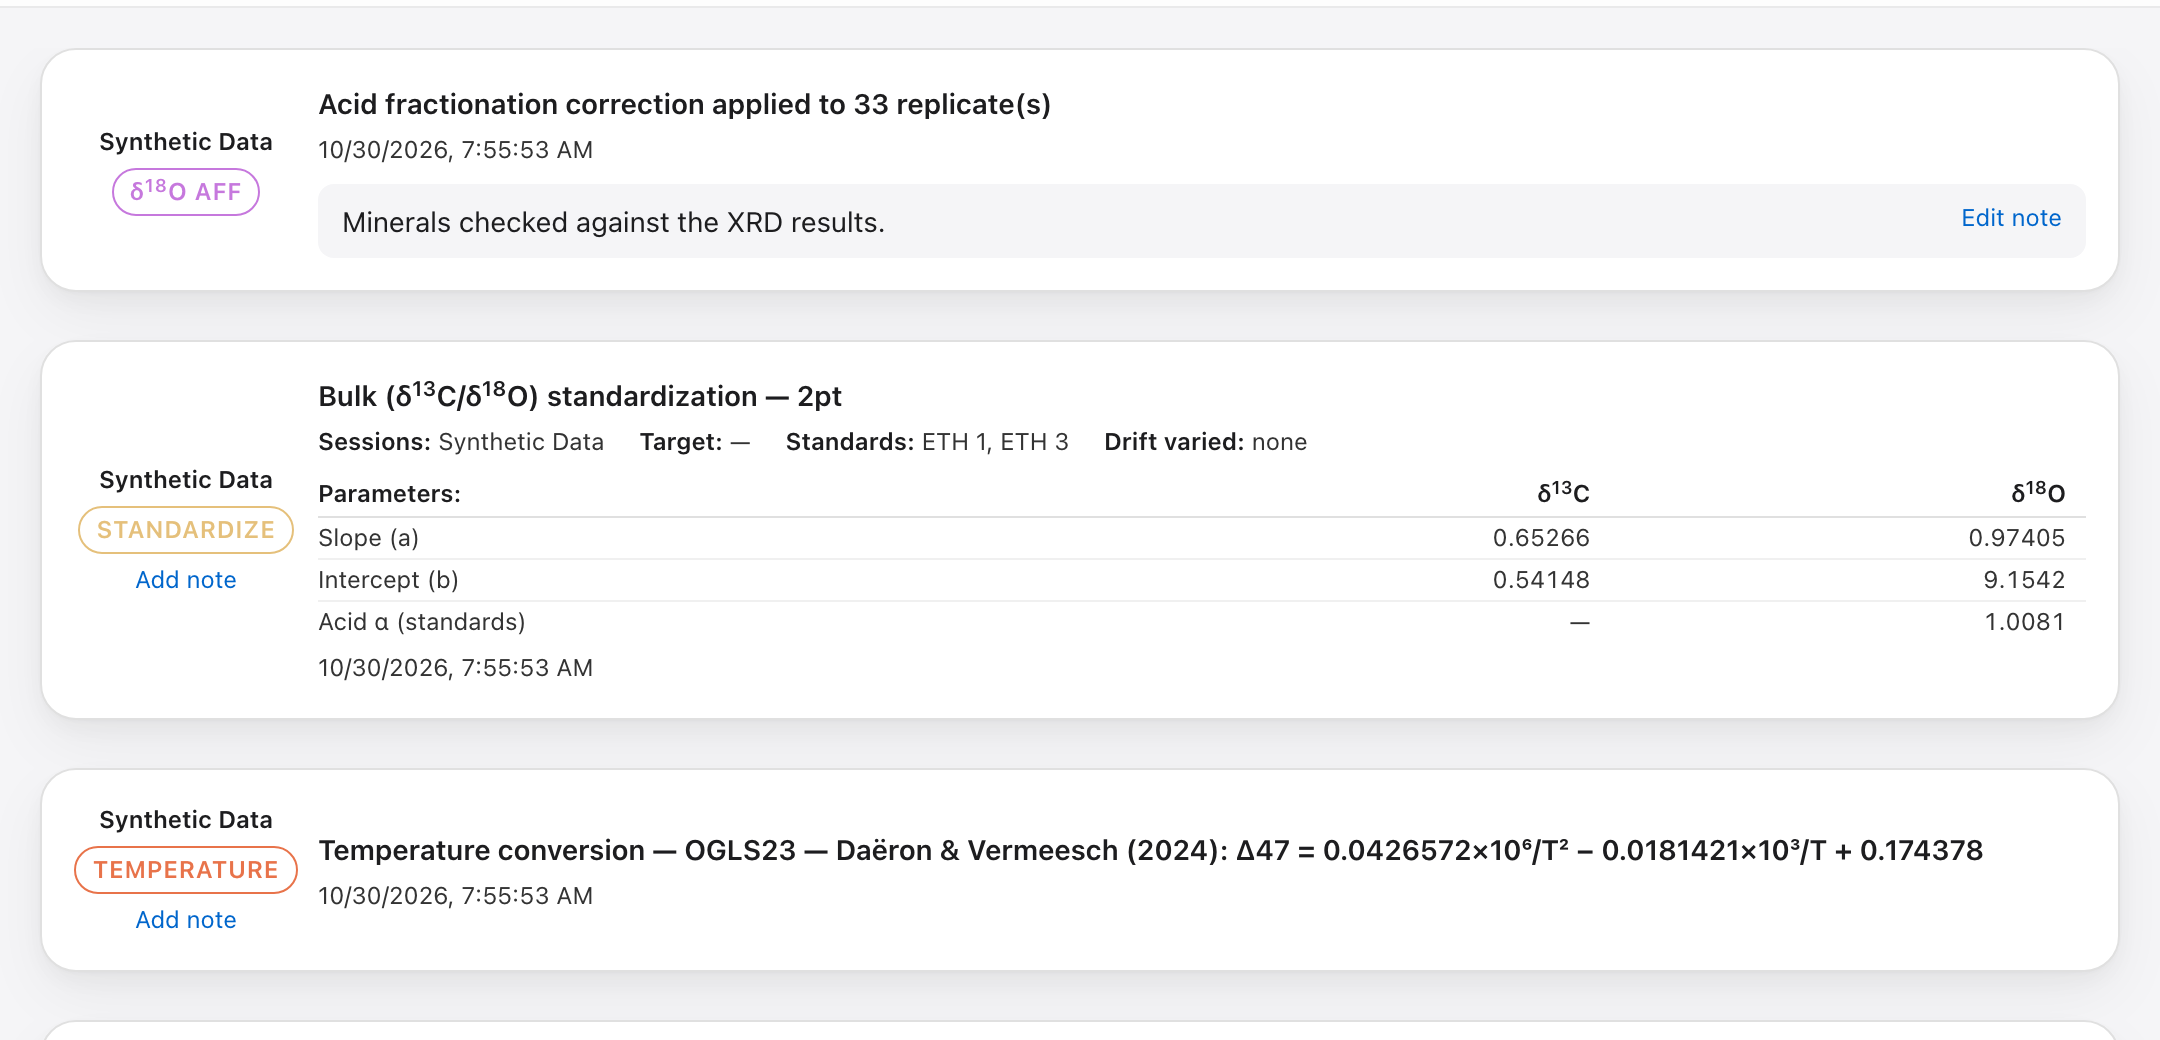 Synthetic Data
δ¹⁸O AFF
Acid fractionation correction applied to 33 replicate(s)
10/30/2026, 7:55:53 AM
Minerals checked against the XRD results.
Edit note
Synthetic Data
STANDARDIZE
Add note
Bulk (δ¹³C/δ¹⁸O) standardization — 2pt
Sessions: Synthetic Data Target: — Standards: ETH 1, ETH 3 Drift varied: none
Parameters: δ¹³C δ¹⁸O
Slope (a) 0.65266 0.97405
Intercept (b) 0.54148 9.1542
Acid α (standards) — 1.0081
10/30/2026, 7:55:53 AM
Synthetic Data
TEMPERATURE
Add note
Temperature conversion — OGLS23 — Daëron & Vermeesch (2024): Δ47 = 0.0426572×10⁶/T² − 0.0181421×10³/T + 0.174378
10/30/2026, 7:55:53 AM